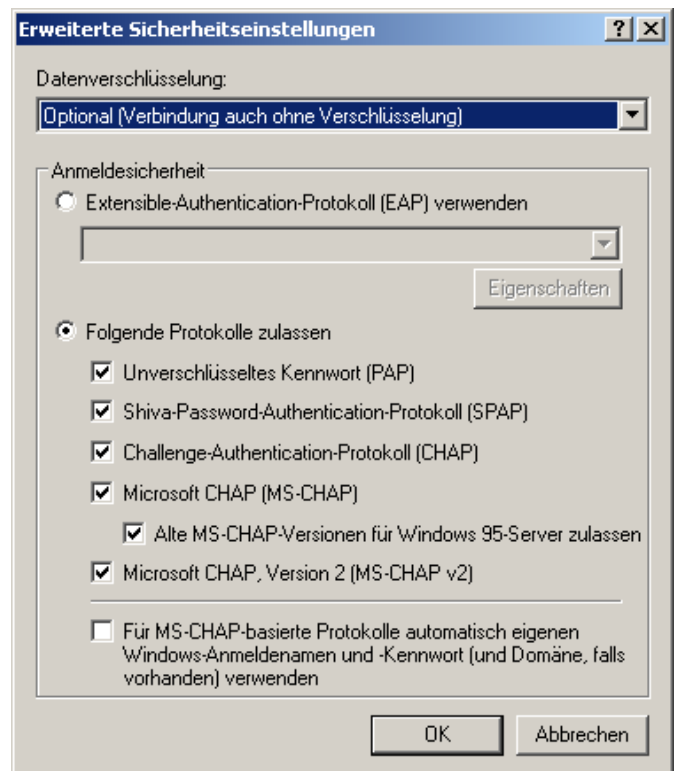 Erweiterte Sicherheitseinstellungen
Datenverschlüsselung:
Optional (Verbindung auch ohne Verschlüsselung)
Anmeldesicherheit
Extensible-Authentication-Protokoll (EAP) verwenden
Eigenschaften
Folgende Protokolle zulassen
Unverschlüsseltes Kennwort (PAP)
Shiva-Password-Authentication-Protokoll (SPAP)
Challenge-Authentication-Protokoll (CHAP)
Microsoft CHAP (MS-CHAP)
Alte MS-CHAP-Versionen für Windows 95-Server zulassen
Microsoft CHAP, Version 2 (MS-CHAP v2)
Für MS-CHAP-basierte Protokolle automatisch eigenen
Windows-Anmeldenamen und -Kennwort (und Domäne, falls
vorhanden) verwenden
OK
Abbrechen